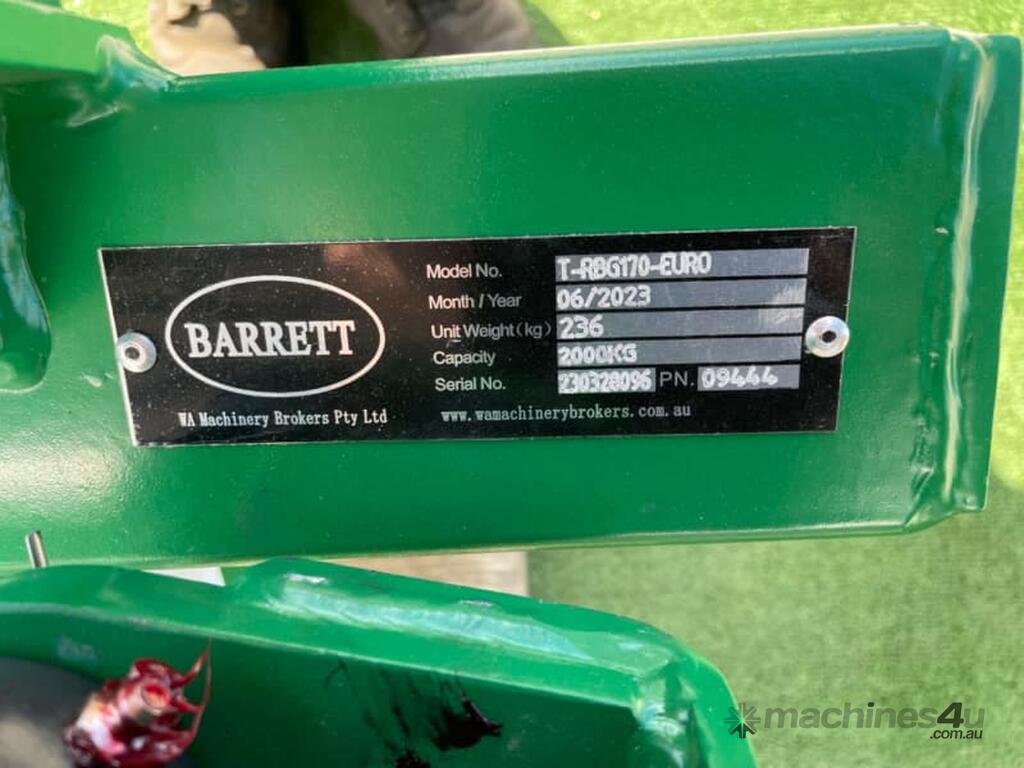 BARRETT
WA Machinery Brokers Pty Ltd
Model No. T-RBG170-EURO
Month/Year 06/2023
Unit Weight(kg) 236
Capacity 2000KG
Serial No. 230328096 PN. 09444
www.wamachinerybrokers.com.au
machines4u
.com.au